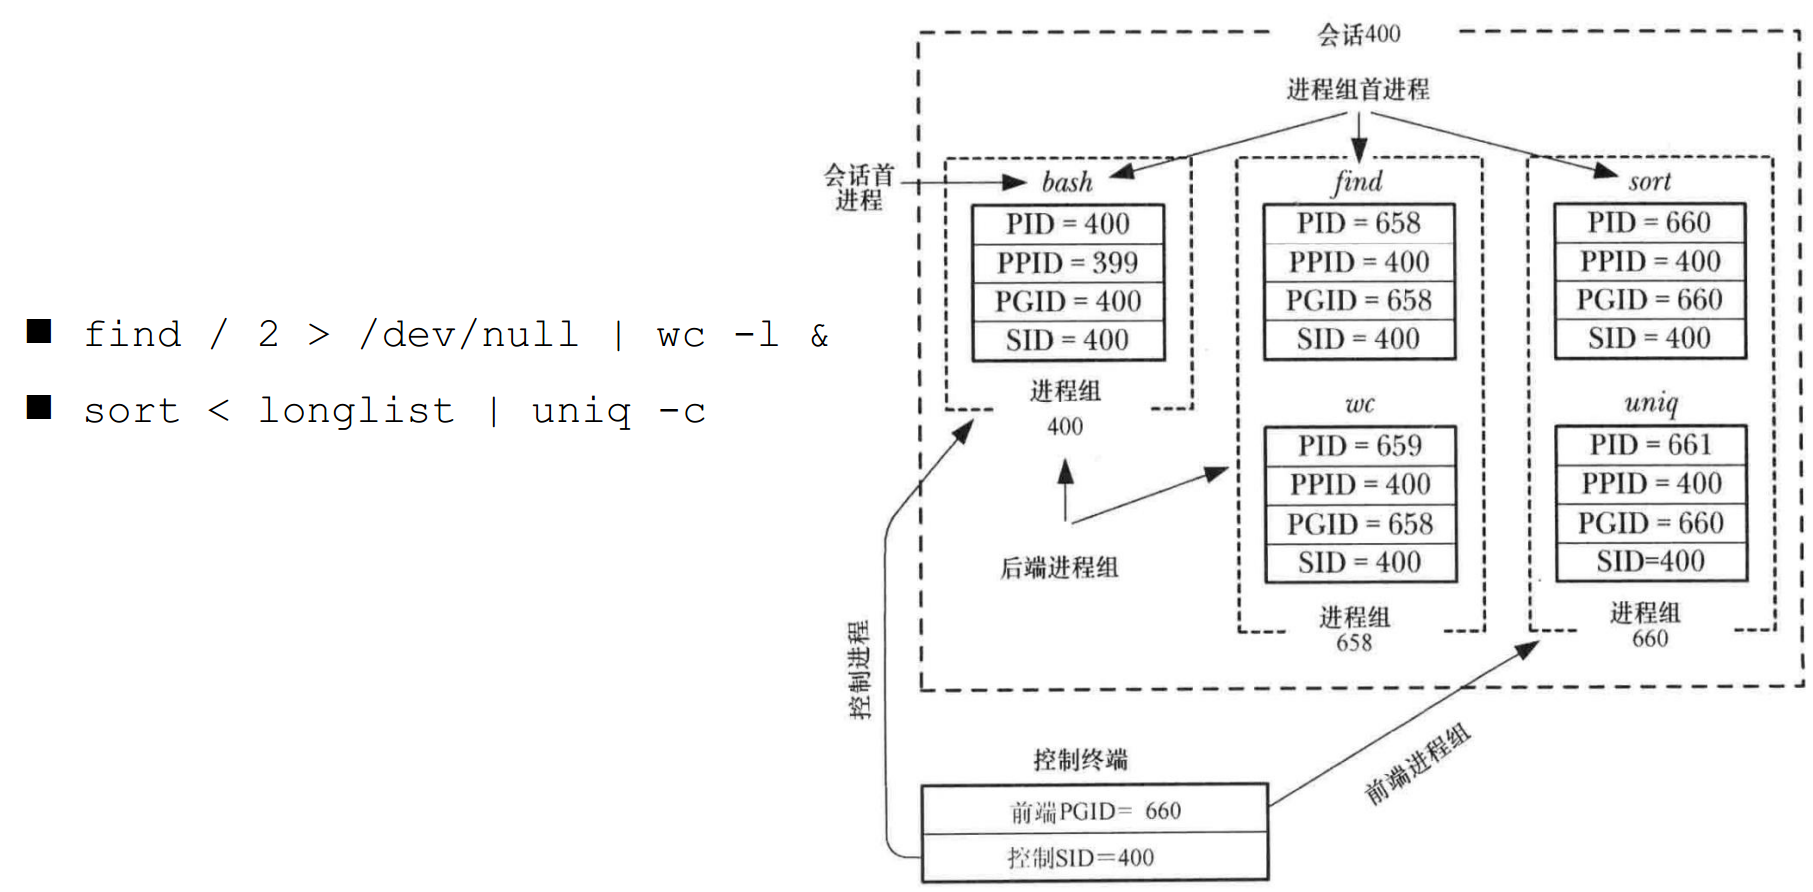 ■ find / 2 > /dev/null | wc -l &
■ sort < longlist | uniq -c
会话400
进程组首进程
会话首
进程
bash
PID = 400
PPID = 399
PGID = 400
SID = 400
进程组
400
find
PID = 658
PPID = 400
PGID = 658
SID = 400
wc
PID = 659
PPID = 400
PGID = 658
SID = 400
进程组
658
sort
PID = 660
PPID = 400
PGID = 660
SID = 400
uniq
PID = 661
PPID = 400
PGID = 660
SID=400
进程组
660
后端进程组
控制进程
前端进程组
控制终端
前端PGID= 660
控制SID=400